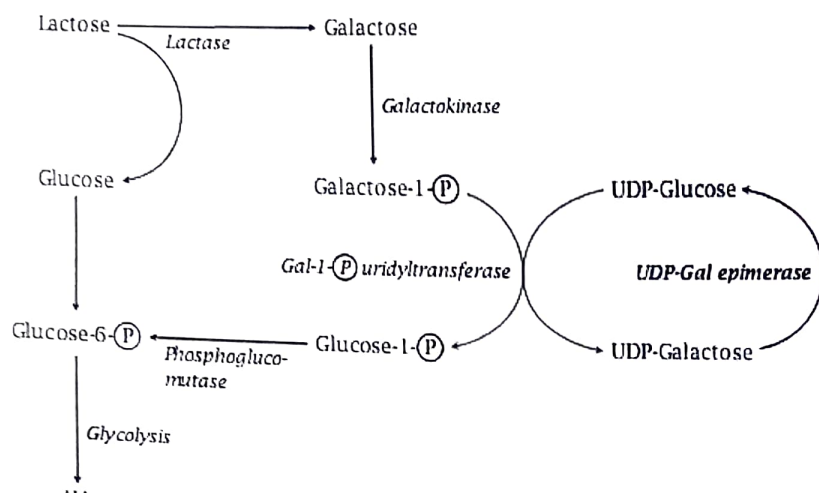 Lactose
Lactase
Galactose
Galactokinase
Glucose
Galactose-1-P
UDP-Glucose
Gal-1-P uridyltransferase
UDP-Gal epimerase
Glucose-6-P
Phosphogluco-
mutase
Glucose-1-P
UDP-Galactose
Glycolysis